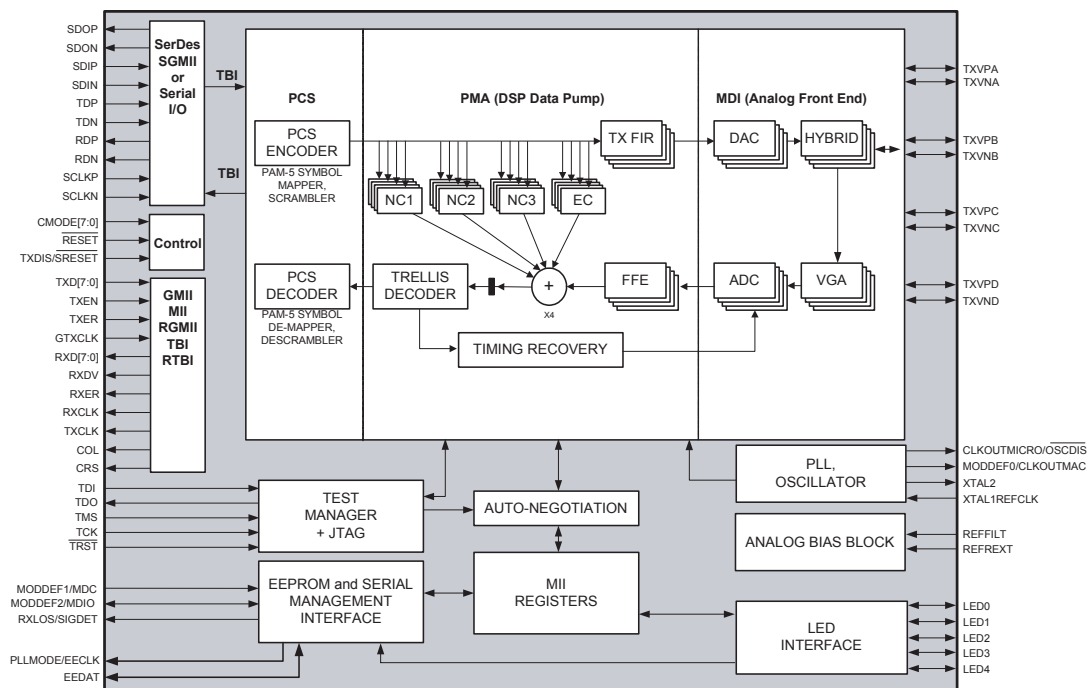 SDOP
SDON
SDIP
SDIN
TDP
TDN
RDP
RDN
SCLKP
SCLKN
CMODE[7:0]
RESET
TXDIS/SRESET
TXD[7:0]
TXEN
TXER
GTXCLK
RXD[7:0]
RXDV
RXER
RXCLK
TXCLK
COL
CRS
TDI
TDO
TMS
TCK
TRST
MODDEF1/MDC
MODDEF2/MDIO
RXLOS/SIGDET
PLLMODE/EECLK
EEDAT
SerDes
SGMII
or
Serial
I/O
TBI
TBI
Control
GMII
MII
RGMII
TBI
RTBI
PCS
PCS
ENCODER
PAM-5 SYMBOL
MAPPER,
SCRAMBLER
PCS
DECODER
PAM-5 SYMBOL
DE-MAPPER,
DESCRAMBLER
PMA (DSP Data Pump)
TX FIR
NC1
NC2
NC3
EC
TRELLIS
DECODER
+
X4
FFE
TIMING RECOVERY
MDI (Analog Front End)
DAC
HYBRID
ADC
VGA
TEST
MANAGER
+ JTAG
AUTO-NEGOTIATION
EEPROM and SERIAL
MANAGEMENT
INTERFACE
MII
REGISTERS
PLL,
OSCILLATOR
ANALOG BIAS BLOCK
LED
INTERFACE
TXVPA
TXVNA
TXVPB
TXVNB
TXVPC
TXVNC
TXVPD
TXVND
CLKOUTMICRO/OSCDIS
MODDEF0/CLKOUTMAC
XTAL2
XTAL1REFCLK
REFFILT
REFREXT
LED0
LED1
LED2
LED3
LED4